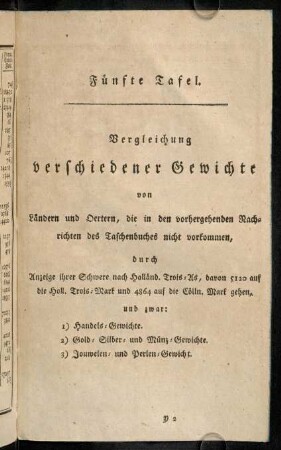 Fünfte Tafel.
Vergleichung
verschiedener Gewichte
von
Ländern und Oertern, die in den vorhergehenden Nach-
richten des Taschenbuches nicht vorkommen,
durch
Anzeige ihrer Schwere nach Holländ. Trois-As, davon 5120 auf
die Holl. Trois-Mark und 4864 auf die Cölln. Mark gehen,
und zwar:
1) Handels-Gewichte.
2) Gold- Silber- und Münz-Gewichte.
3) Jouwelen- und Perlen-Gewicht.
P 2